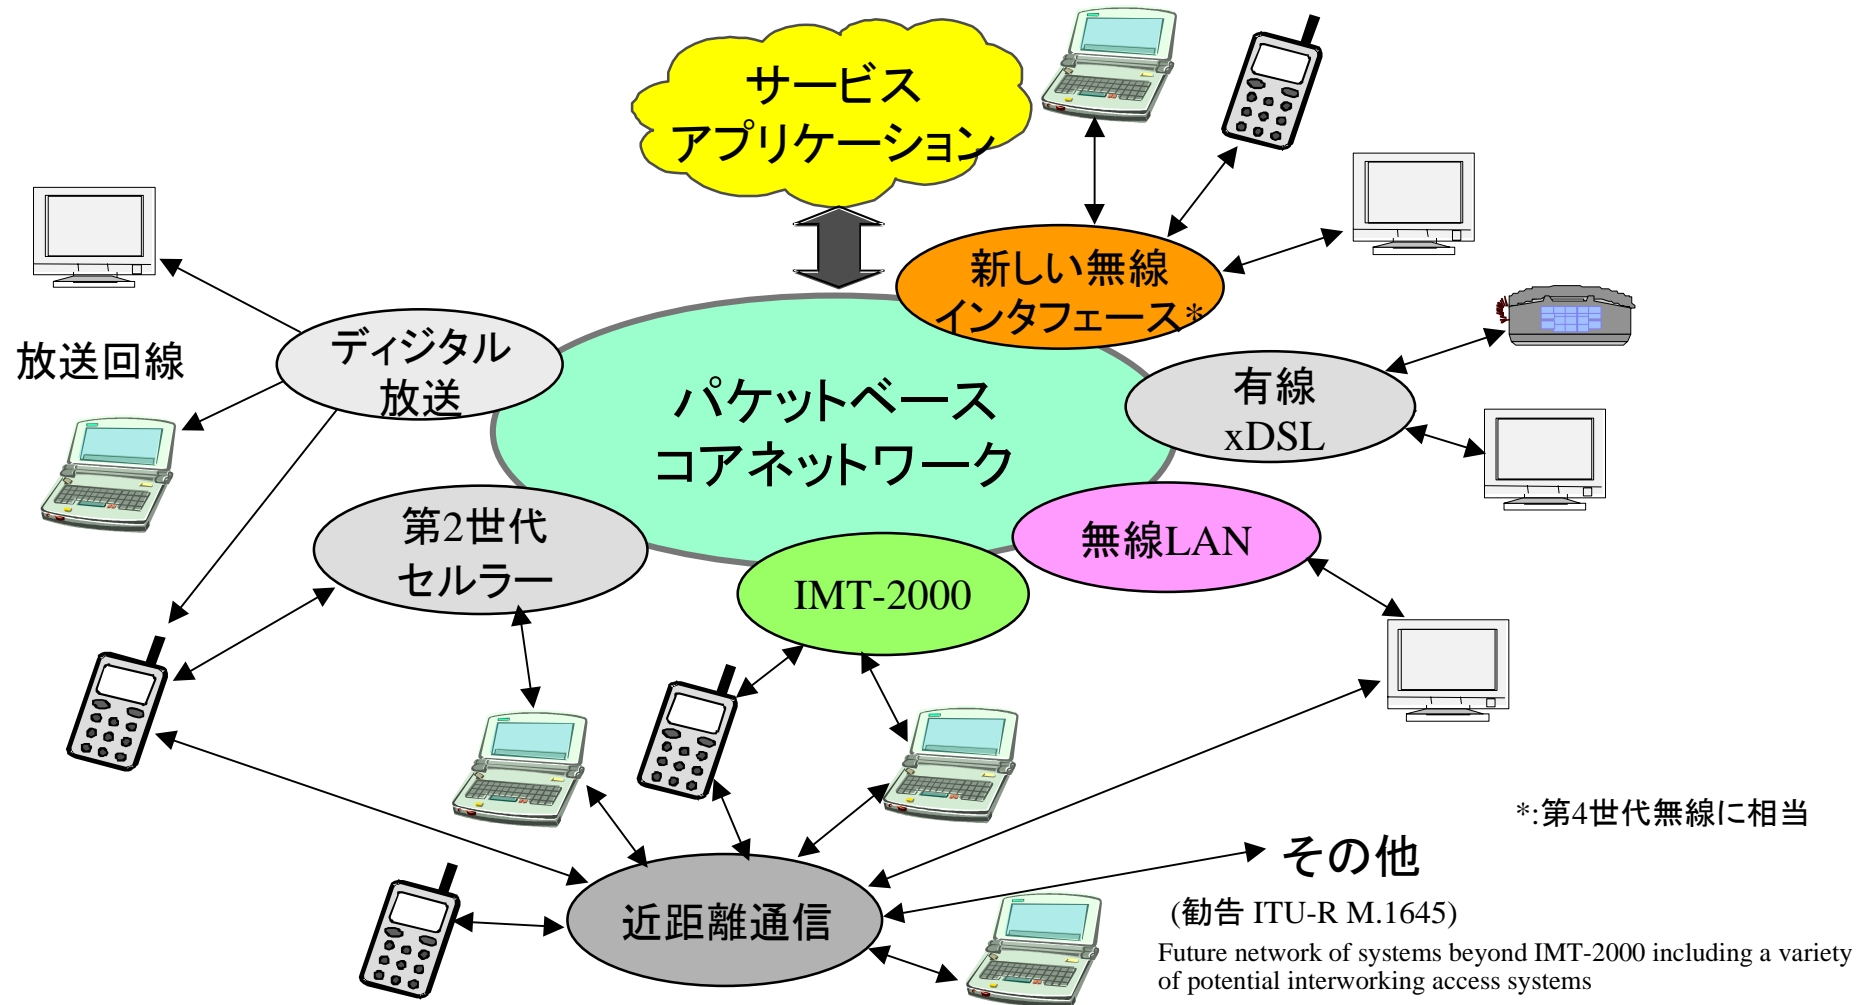 サービス
アプリケーション
新しい無線
インタフェース*
ディジタル
放送
放送回線
パケットベース
コアネットワーク
有線
xDSL
第2世代
セルラー
無線LAN
IMT-2000
*:第4世代無線に相当
その他
近距離通信
(勧告 ITU-R M.1645)
Future network of systems beyond IMT-2000 including a variety
of potential interworking access systems